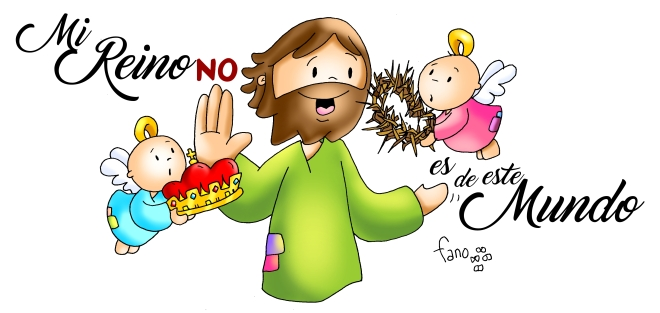 Mi
Reino NO
es
de este
Mundo
fano